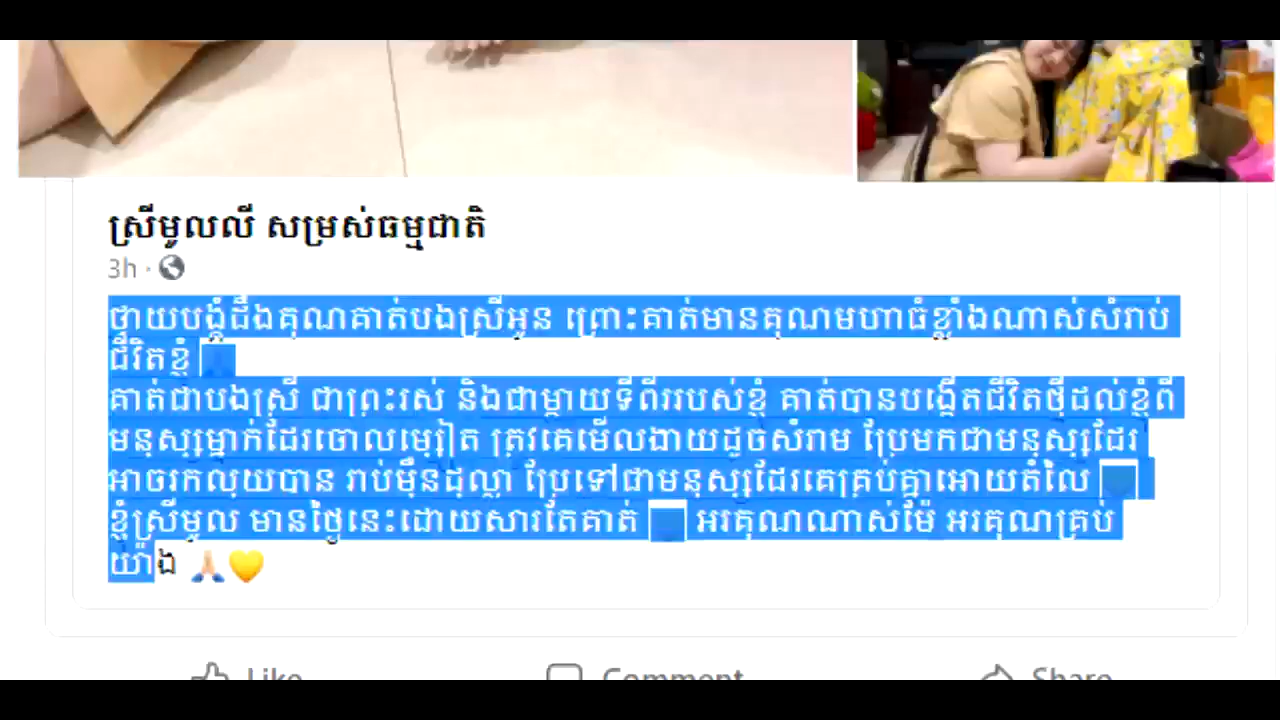 ស្រីមូលលី សម្រស់ធម្មជាតិ
3h ·
ថ្វាយបង្គំដឹងគុណគាត់បងស្រីអូន ព្រោះគាត់មានគុណមហាធំខ្លាំងណាស់សំរាប់
ជីវិតខ្ញុំ
គាត់ជាបងស្រី ជាព្រះរស់ និងជាម្តាយទីពីររបស់ខ្ញុំ គាត់បានបង្កើតជីវិតថ្មីដល់ខ្ញុំពី
មនុស្សម្នាក់ដែរចោលម្សៀត ត្រូវគេមើលងាយដូចសំរាម ប្រែមកជាមនុស្សដែរ
អាចរកលុយបាន រាប់ម៉ឺនដុល្លា ប្រែទៅជាមនុស្សដែរគេគ្រប់គ្នាអោយតំលៃ
ខ្ញុំស្រីមូល មានថ្ងៃនេះដោយសារតែគាត់ អរគុណណាស់ម៉ែ អរគុណគ្រប់
យ៉ាង 🙏🏻💛
Like Comment Share